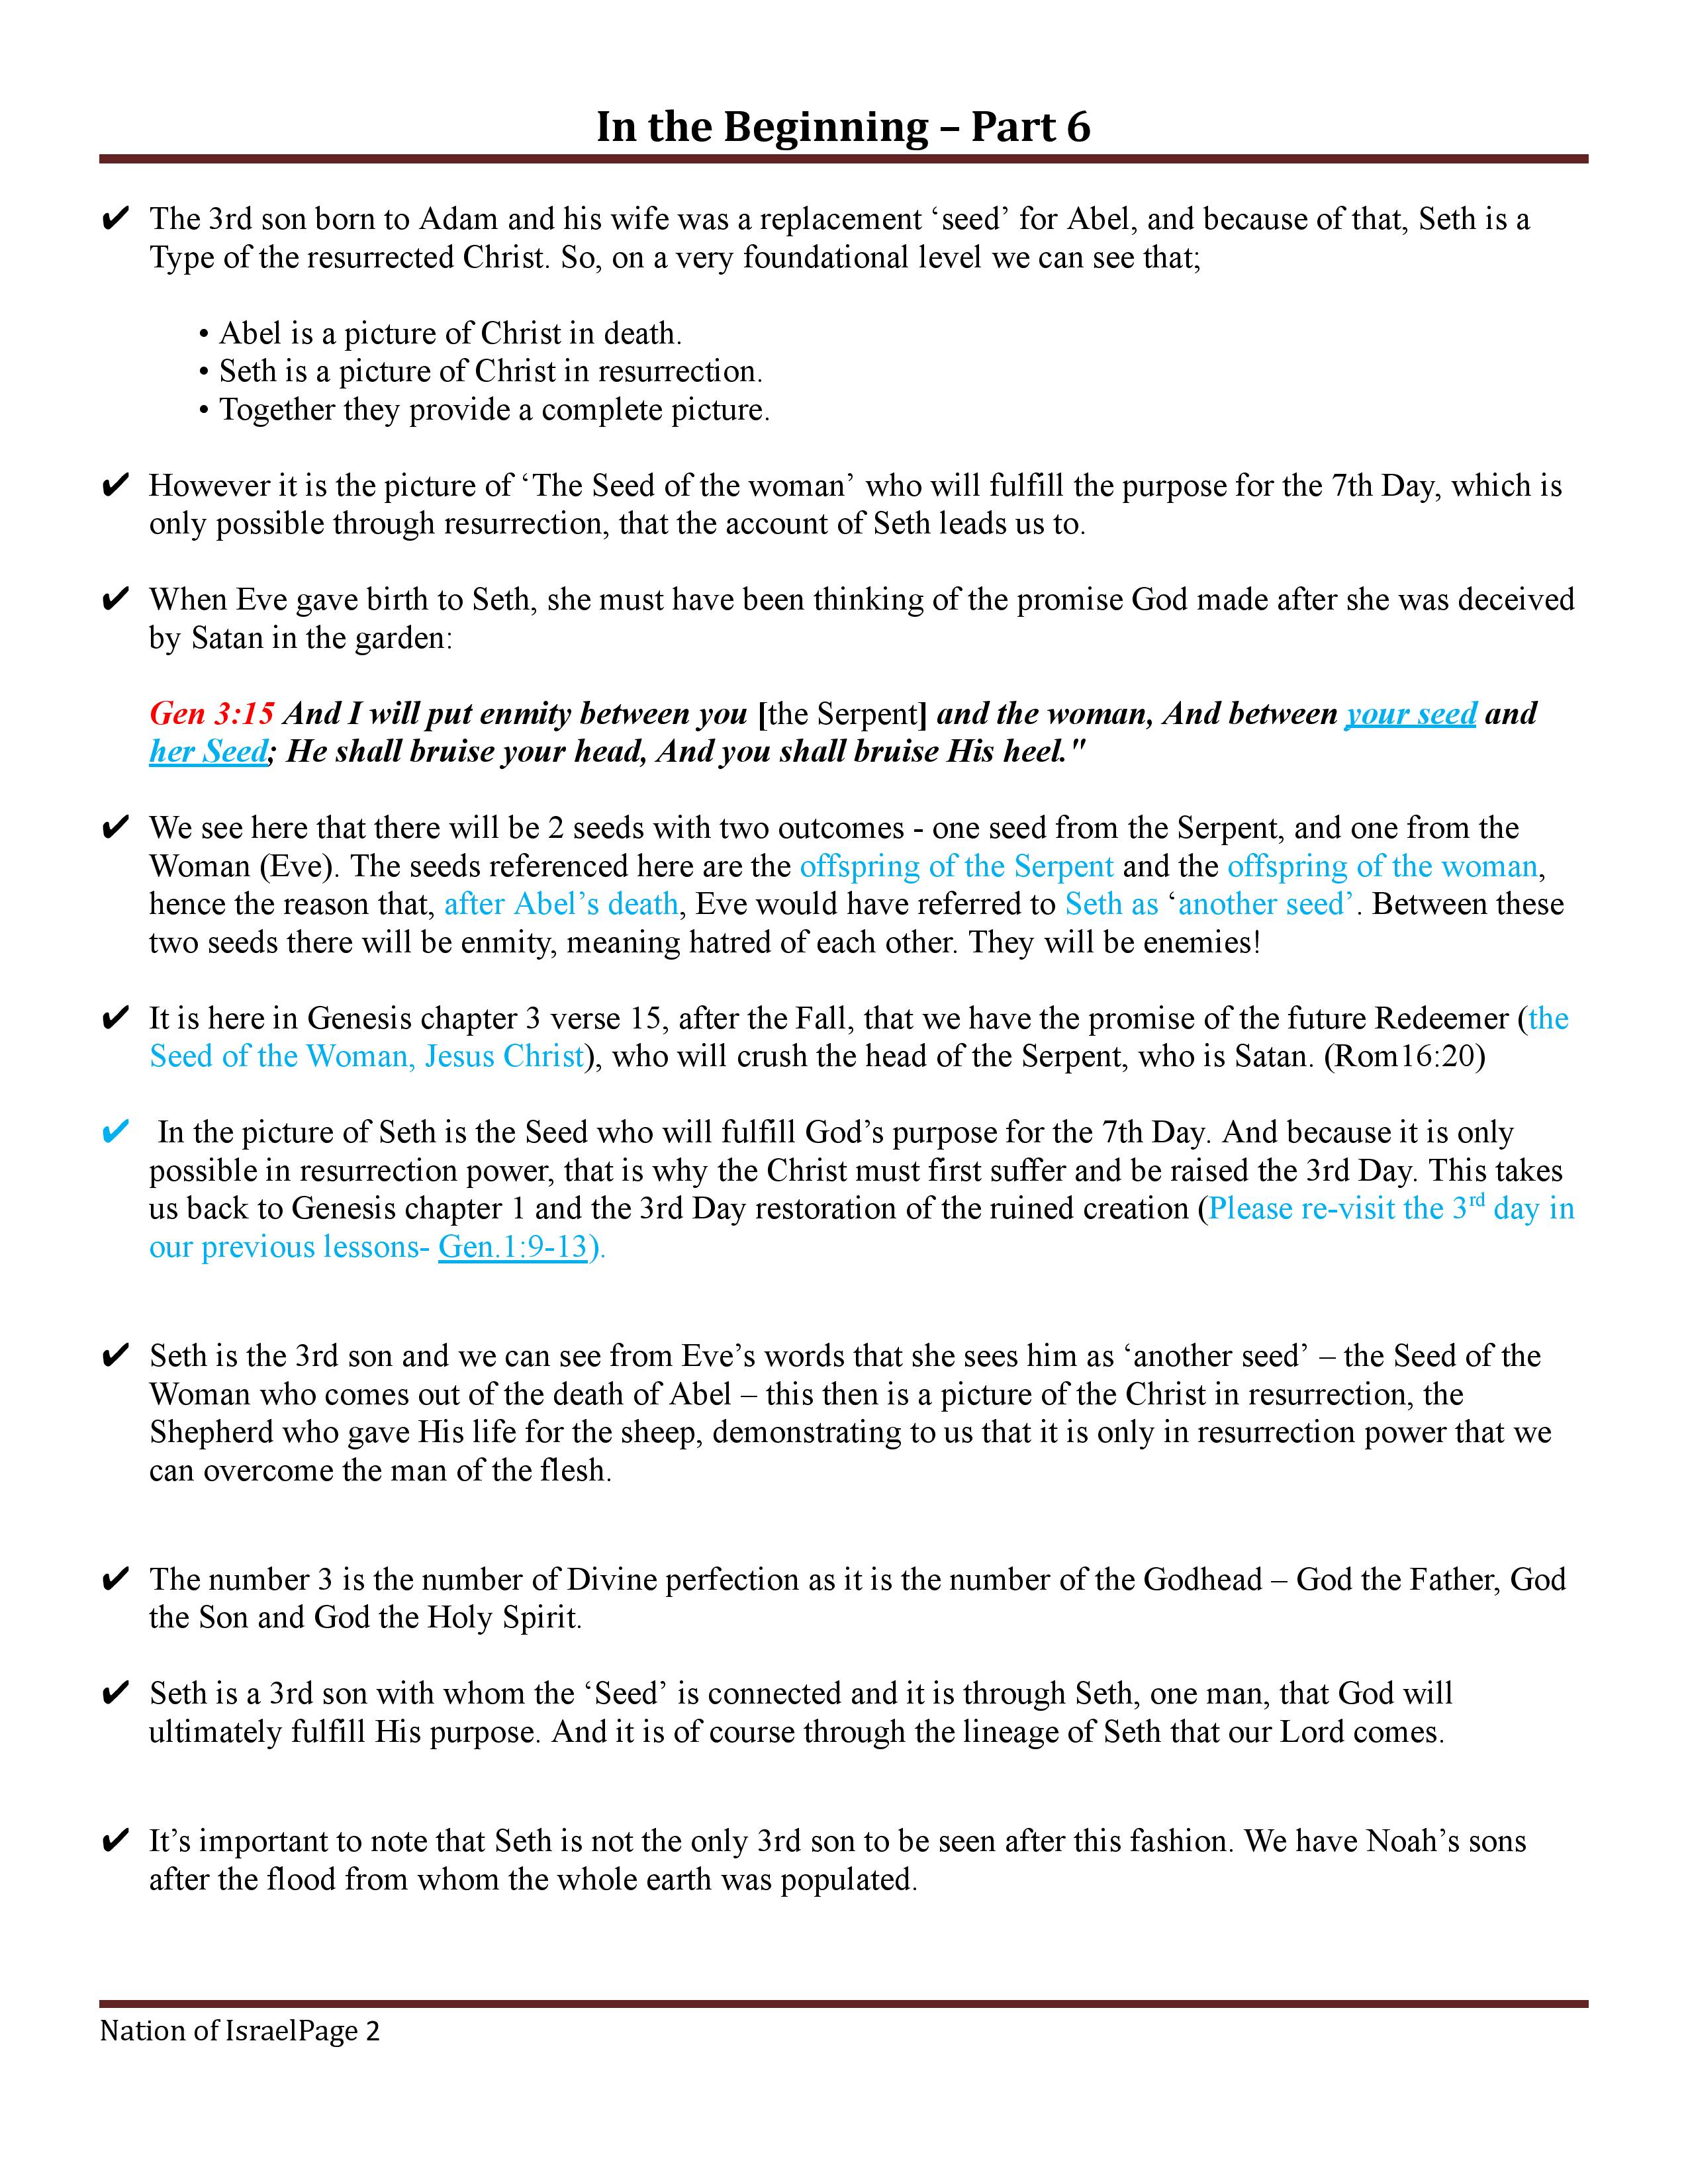 In the Beginning – Part 6
✔ The 3rd son born to Adam and his wife was a replacement ‘seed’ for Abel, and because of that, Seth is a
Type of the resurrected Christ. So, on a very foundational level we can see that;
• Abel is a picture of Christ in death.
• Seth is a picture of Christ in resurrection.
• Together they provide a complete picture.
✔ However it is the picture of ‘The Seed of the woman’ who will fulfill the purpose for the 7th Day, which is
only possible through resurrection, that the account of Seth leads us to.
✔ When Eve gave birth to Seth, she must have been thinking of the promise God made after she was deceived
by Satan in the garden:
Gen 3:15 And I will put enmity between you [the Serpent] and the woman, And between your seed and
her Seed; He shall bruise your head, And you shall bruise His heel."
✔ We see here that there will be 2 seeds with two outcomes - one seed from the Serpent, and one from the
Woman (Eve). The seeds referenced here are the offspring of the Serpent and the offspring of the woman,
hence the reason that, after Abel’s death, Eve would have referred to Seth as ‘another seed’. Between these
two seeds there will be enmity, meaning hatred of each other. They will be enemies!
✔ It is here in Genesis chapter 3 verse 15, after the Fall, that we have the promise of the future Redeemer (the
Seed of the Woman, Jesus Christ), who will crush the head of the Serpent, who is Satan. (Rom16:20)
✔ In the picture of Seth is the Seed who will fulfill God’s purpose for the 7th Day. And because it is only
possible in resurrection power, that is why the Christ must first suffer and be raised the 3rd Day. This takes
us back to Genesis chapter 1 and the 3rd Day restoration of the ruined creation (Please re-visit the 3rd day in
our previous lessons- Gen.1:9-13).
✔ Seth is the 3rd son and we can see from Eve’s words that she sees him as ‘another seed’ – the Seed of the
Woman who comes out of the death of Abel – this then is a picture of the Christ in resurrection, the
Shepherd who gave His life for the sheep, demonstrating to us that it is only in resurrection power that we
can overcome the man of the flesh.
✔ The number 3 is the number of Divine perfection as it is the number of the Godhead – God the Father, God
the Son and God the Holy Spirit.
✔ Seth is a 3rd son with whom the ‘Seed’ is connected and it is through Seth, one man, that God will
ultimately fulfill His purpose. And it is of course through the lineage of Seth that our Lord comes.
✔ It’s important to note that Seth is not the only 3rd son to be seen after this fashion. We have Noah’s sons
after the flood from whom the whole earth was populated.
Nation of IsraelPage 2